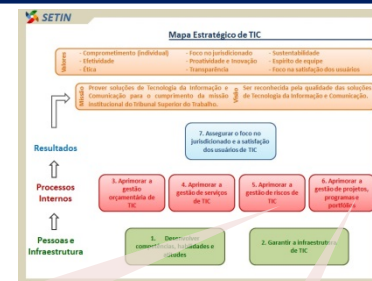 SETIN
Mapa Estratégico de TIC
Valores
- Comprometimento (individual)
- Efetividade
- Ética
- Foco no jurisdicionado
- Proatividade e Inovação
- Transparência
- Sustentabilidade
- Espírito de equipe
- Foco na satisfação dos usuários
Missão
Prover soluções de Tecnologia da Informação e
Comunicação para o cumprimento da missão
institucional do Tribunal Superior do Trabalho.
Visão
Ser reconhecida pela qualidade das soluções
de Tecnologia da Informação e Comunicação.
Resultados
7. Assegurar o foco no
jurisdicionado e a satisfação
dos usuários de TIC
Processos
Internos
3. Aprimorar a
gestão
orçamentária de
TIC
4. Aprimorar a
gestão de serviços
de TIC
5. Aprimorar a
gestão de riscos de
TIC
6. Aprimorar a
gestão de projetos,
programas e
portfólios
Pessoas e
Infraestrutura
1. Desenvolver
competências, habilidades e
atitudes
2. Garantir a infraestrutura
de TIC